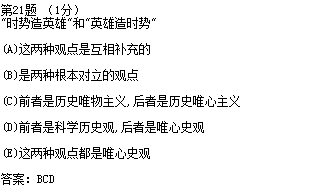 第21题 （1分）
"时势造英雄"和"英雄造时势"
(A)这两种观点是互相补充的
(B)是两种根本对立的观点
(C)前者是历史唯物主义,后者是历史唯心主义
(D)前者是科学历史观,后者是唯心史观
(E)这两种观点都是唯心史观
答案: BCD